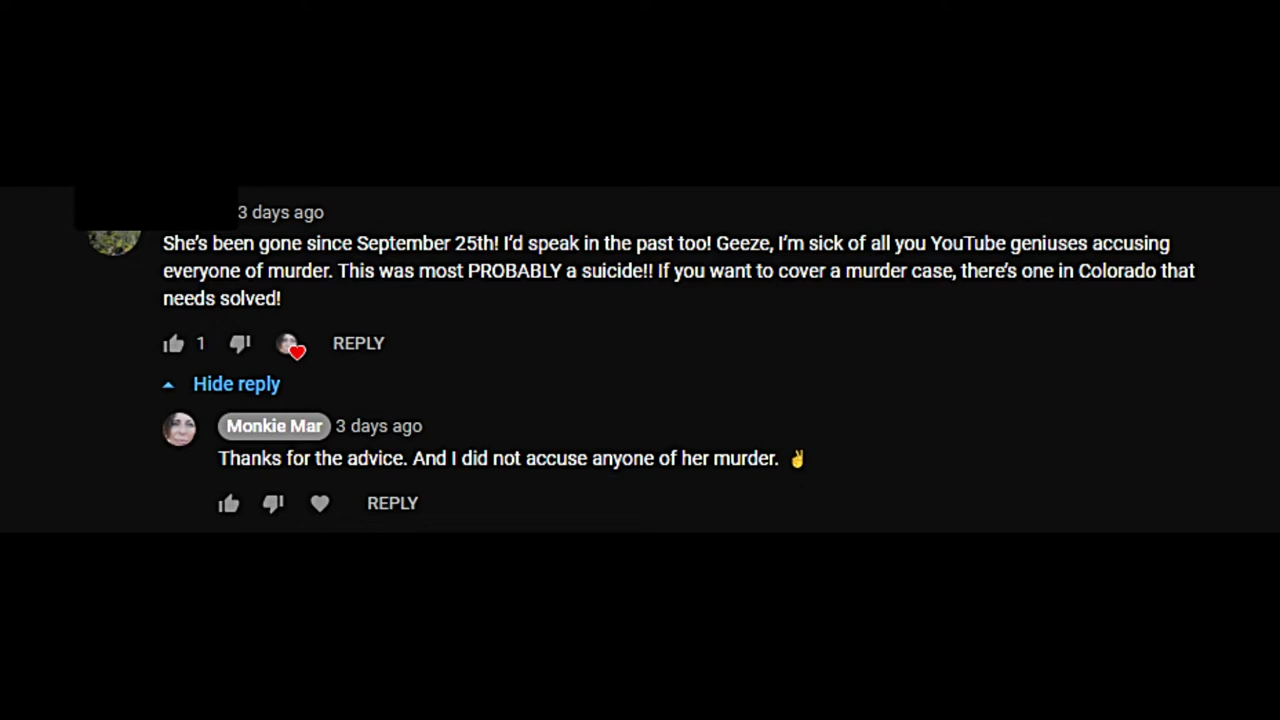 3 days ago
She's been gone since September 25th! I'd speak in the past too! Geeze, I'm sick of all you YouTube geniuses accusing
everyone of murder. This was most PROBABLY a suicide!! If you want to cover a murder case, there's one in Colorado that
needs solved!
1 REPLY
Hide reply
Monkie Mar 3 days ago
Thanks for the advice. And I did not accuse anyone of her murder. ✌
REPLY